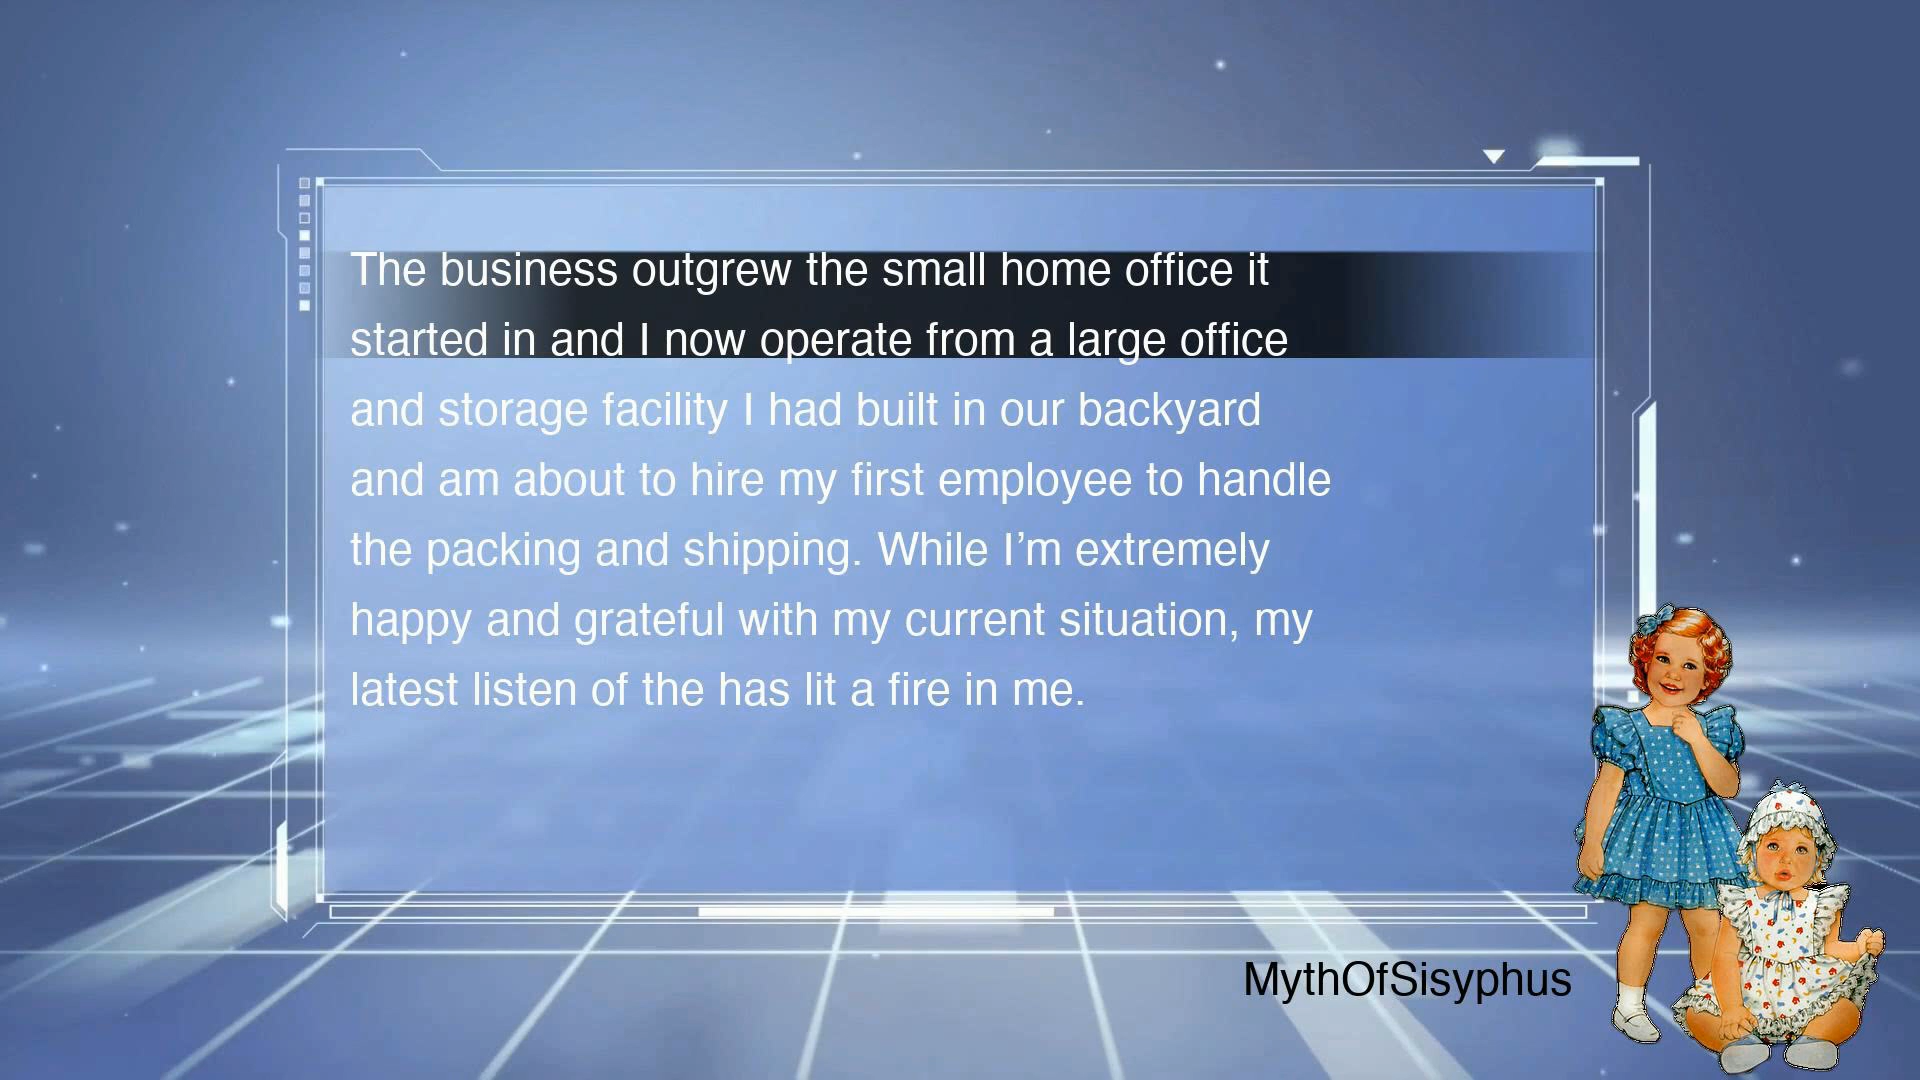 The business outgrew the small home office it
started in and I now operate from a large office
and storage facility I had built in our backyard
and am about to hire my first employee to handle
the packing and shipping. While I’m extremely
happy and grateful with my current situation, my
latest listen of the has lit a fire in me.
MythOfSisyphus